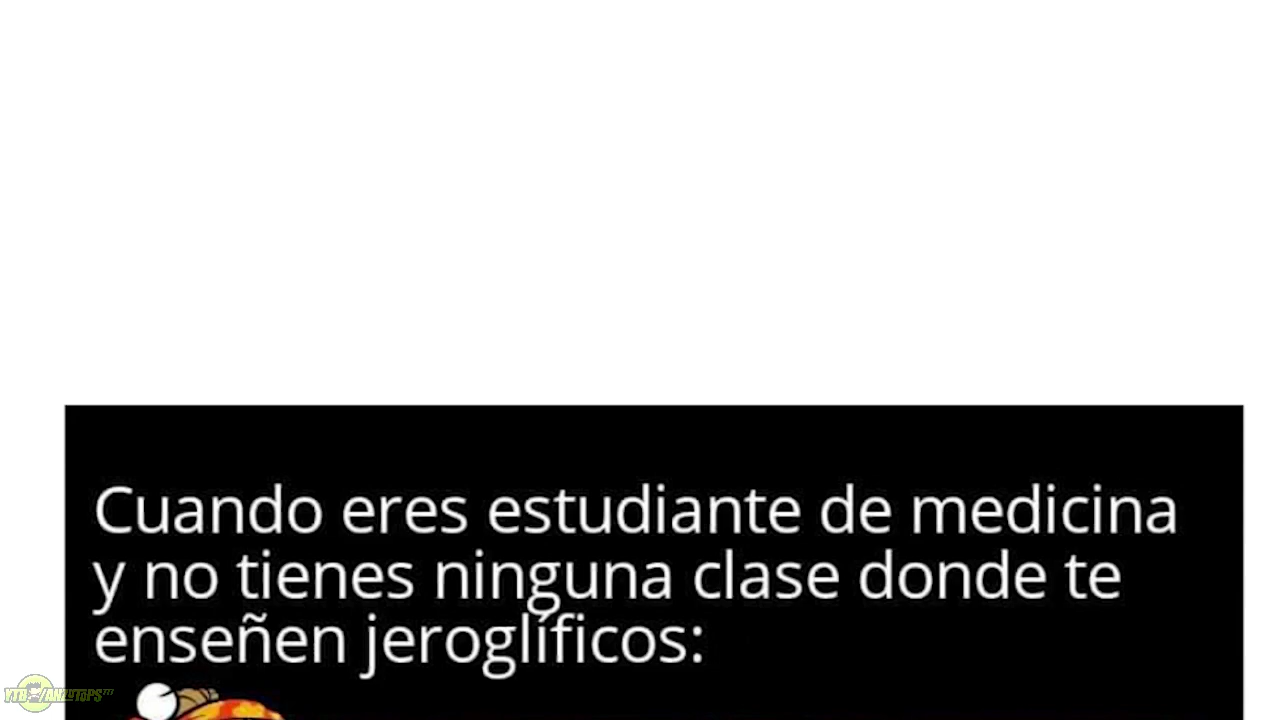 Cuando eres estudiante de medicina
y no tienes ninguna clase donde te
enseñen jeroglíficos: